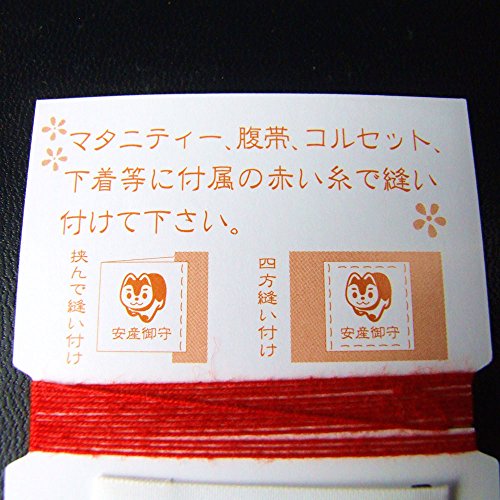 マタニティー、腹帯、コルセット、
下着等に付属の赤い糸で縫い
付けて下さい。
挟んで縫い付け
安産御守
四方縫い付け
安産御守